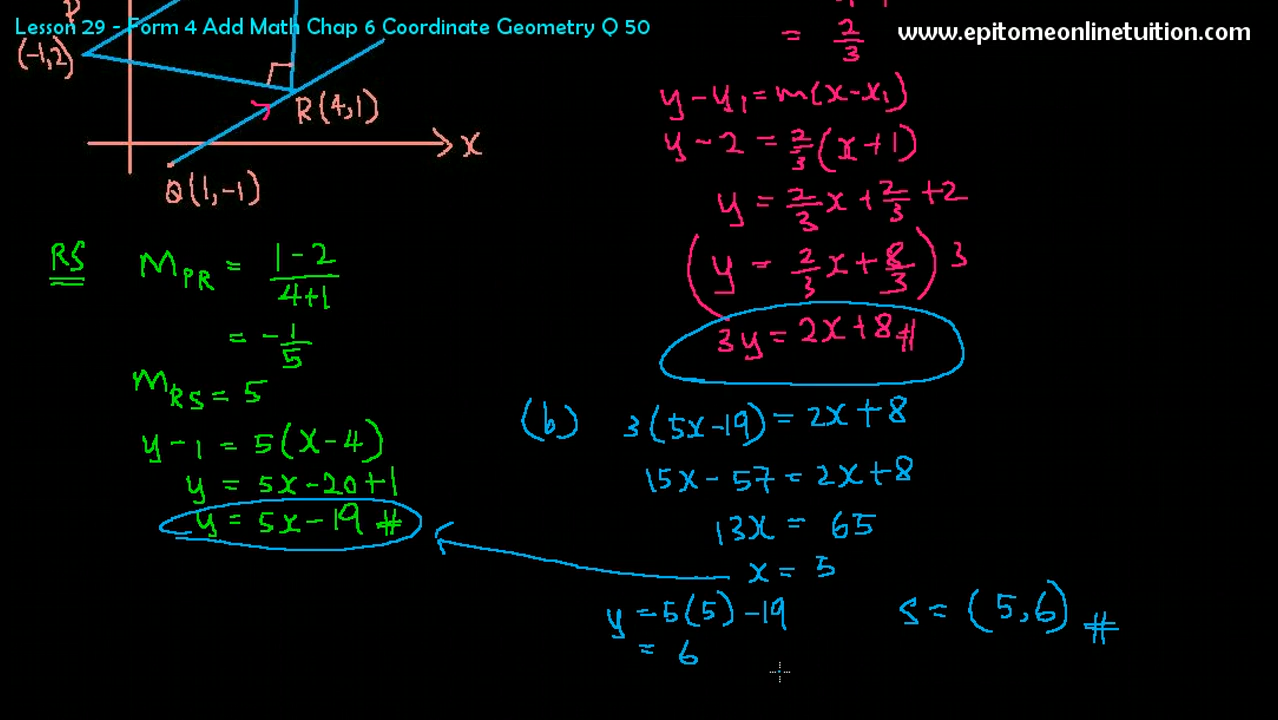 Lesson 29 - Form 4 Add Math Chap 6 Coordinate Geometry Q 50
www.epitomeonlinetuition.com
P
(-1,2)
R(4,1)
x
Q(1,-1)
RS
M_PR = (1-2)/(4+1)
= -1/5
M_RS = 5
y-1 = 5(x-4)
y = 5x-20+1
y = 5x-19 #
= 2/3
y-y₁ = m(x-x₁)
y-2 = 2/3(x+1)
y = 2/3x+2/3+2
(y = 2/3x+8/3)3
3y = 2x+8#
(b) 3(5x-19) = 2x+8
15x-57 = 2x+8
13x = 65
x = 5
y = 5(5)-19
= 6
S = (5,6) #